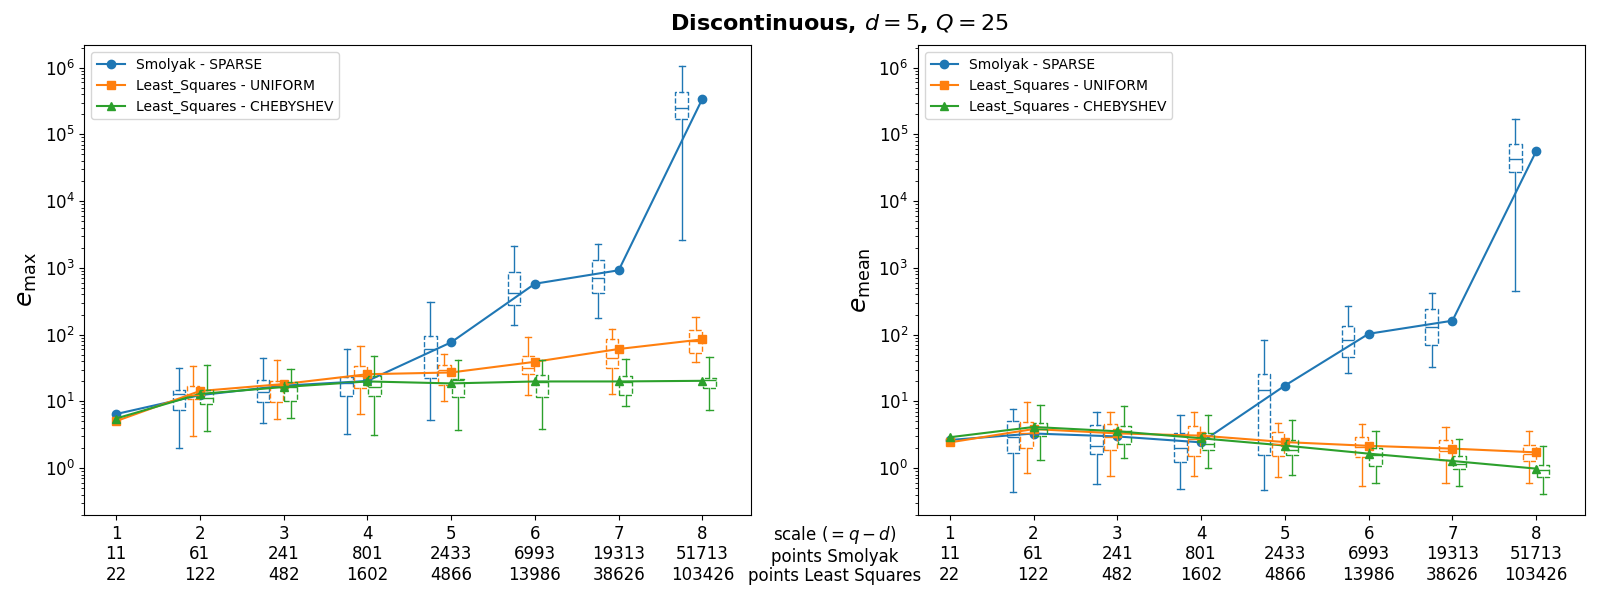 Discontinuous, d = 5, Q = 25
Smolyak - SPARSE
Least_Squares - UNIFORM
Least_Squares - CHEBYSHEV
10^6
10^5
10^4
10^3
10^2
10^1
10^0
e_max
1 2 3 4 5 6 7 8
11 61 241 801 2433 6993 19313 51713
22 122 482 1602 4866 13986 38626 103426
scale (= q − d)
points Smolyak
points Least Squares
Smolyak - SPARSE
Least_Squares - UNIFORM
Least_Squares - CHEBYSHEV
10^6
10^5
10^4
10^3
10^2
10^1
10^0
e_mean
1 2 3 4 5 6 7 8
11 61 241 801 2433 6993 19313 51713
22 122 482 1602 4866 13986 38626 103426